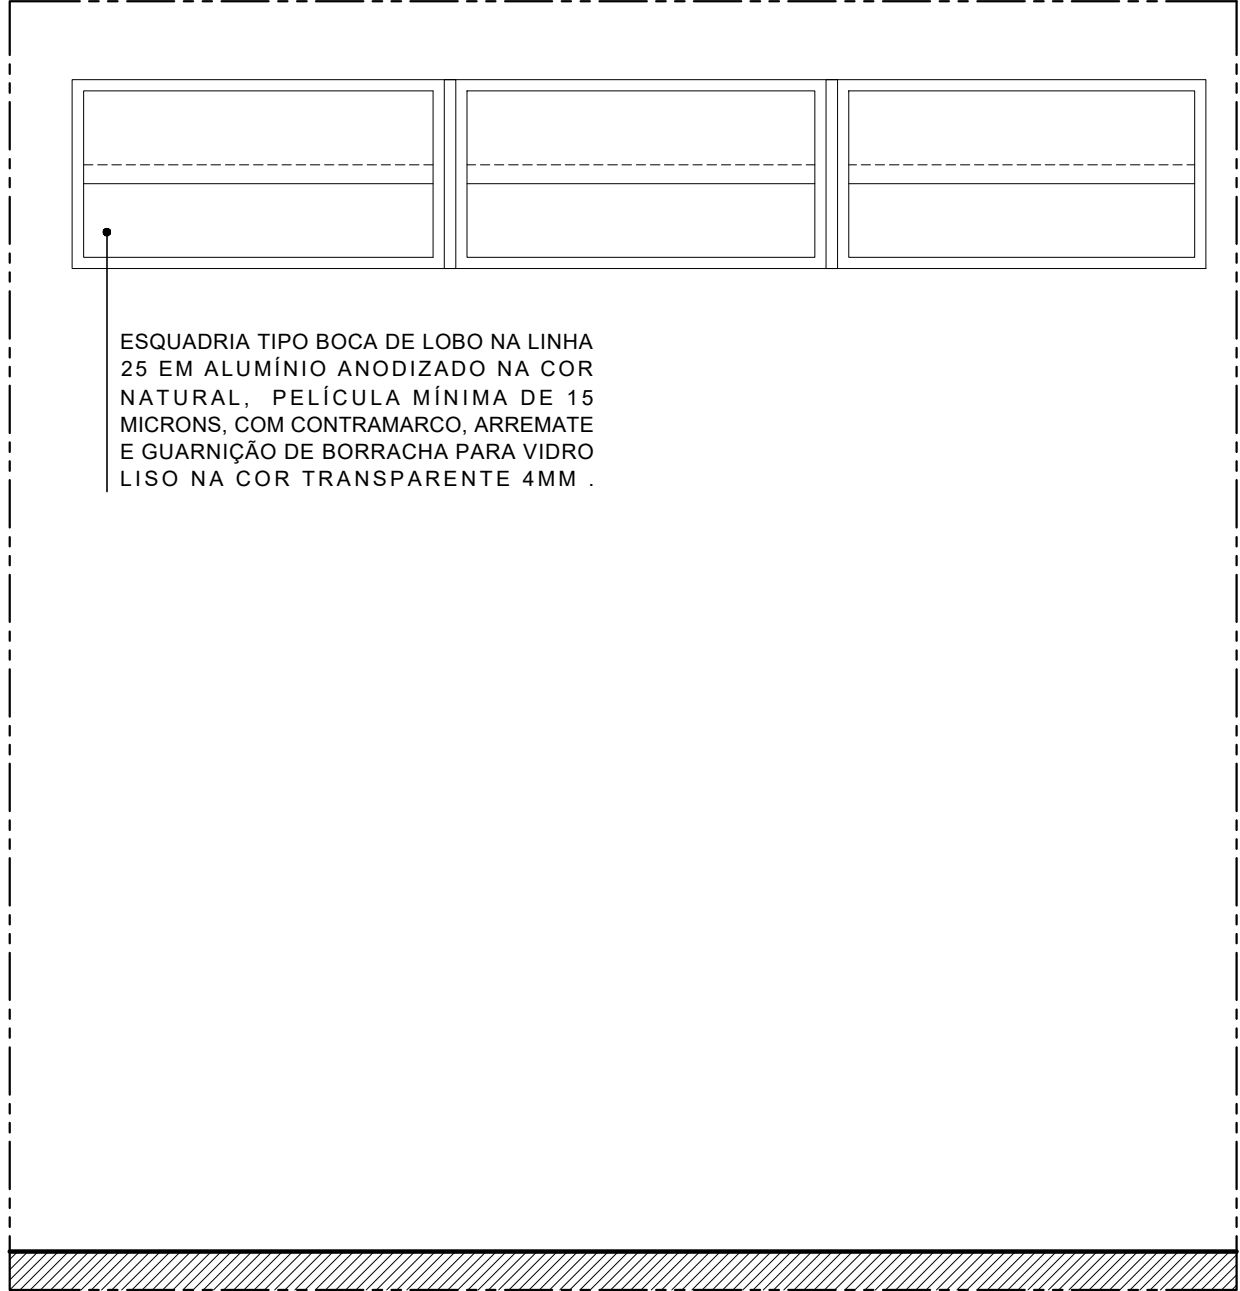 ESQUADRIA TIPO BOCA DE LOBO NA LINHA
25 EM ALUMÍNIO ANODIZADO NA COR
NATURAL, PELÍCULA MÍNIMA DE 15
MICRONS, COM CONTRAMARCO, ARREMATE
E GUARNIÇÃO DE BORRACHA PARA VIDRO
LISO NA COR TRANSPARENTE 4MM .